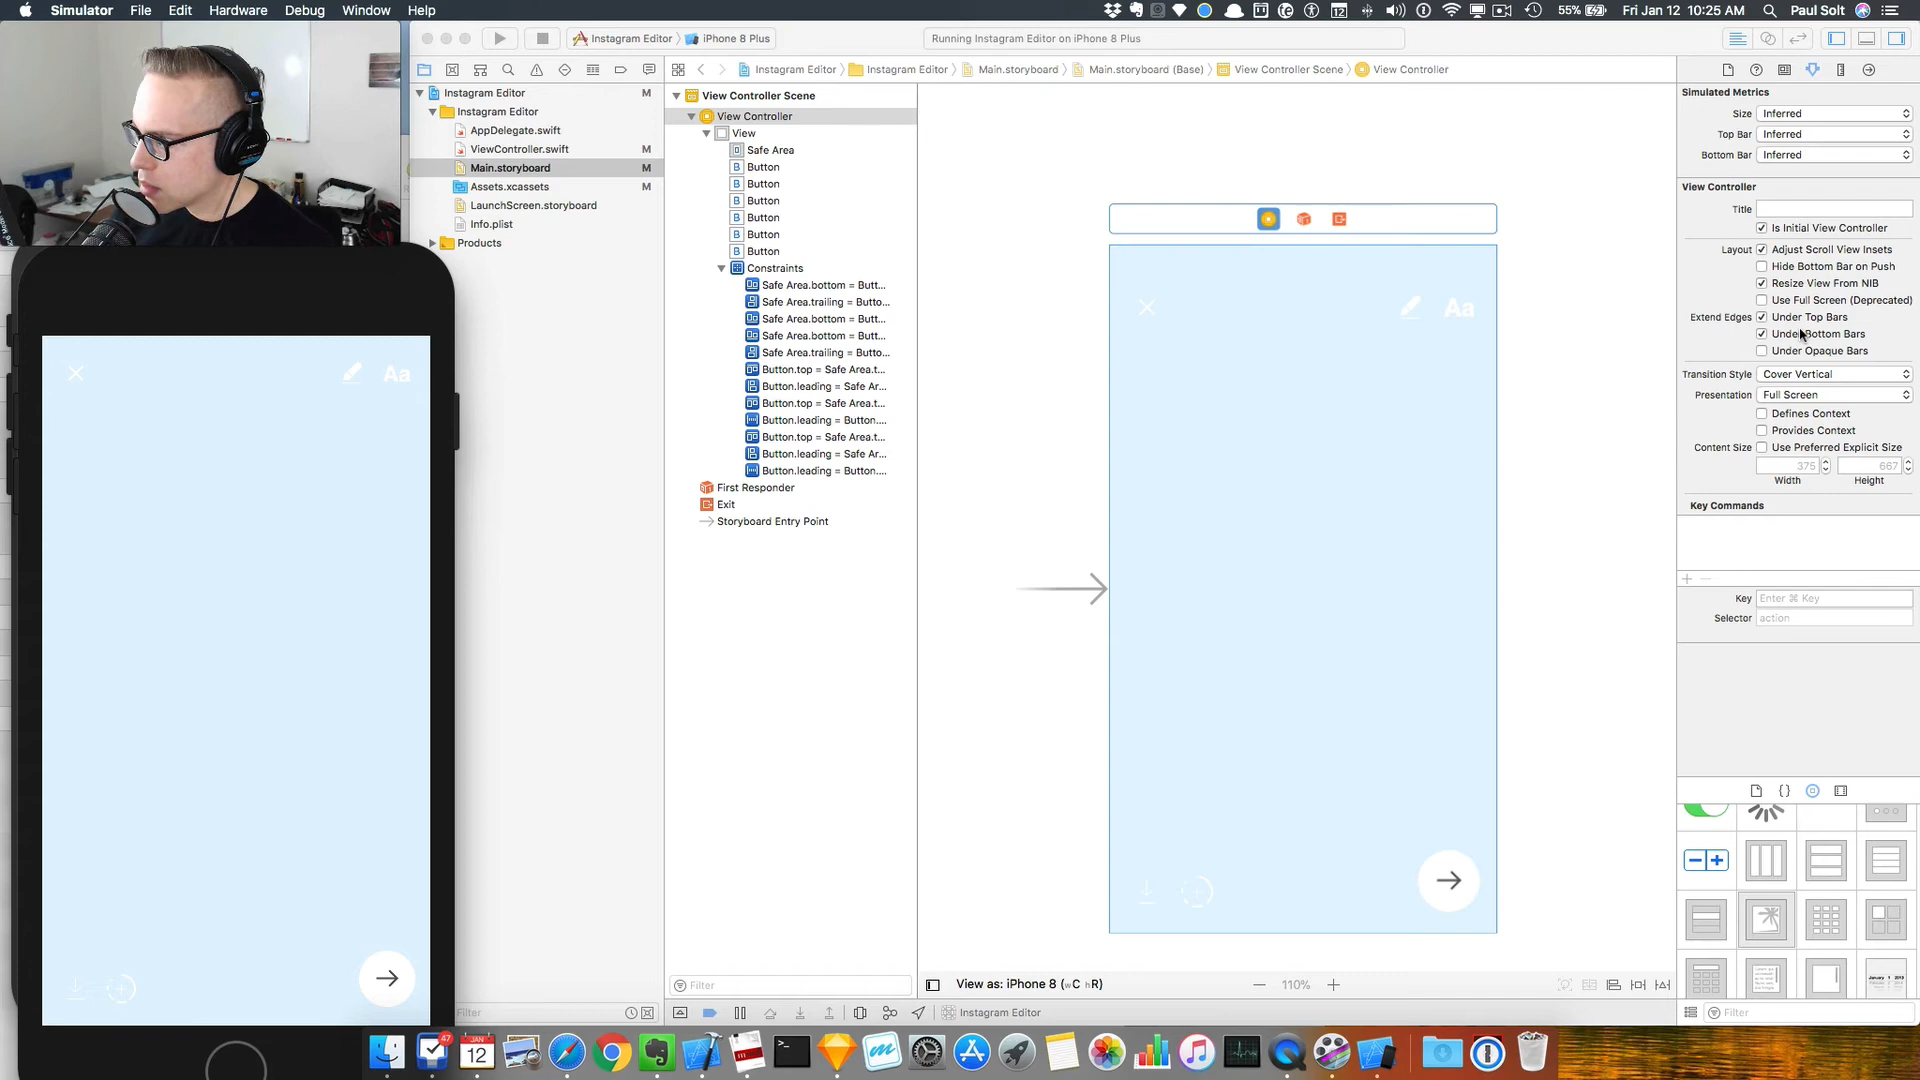 Simulator File Edit Hardware Debug Window Help
55% Fri Jan 12 10:25 AM Paul Solt
Instagram Editor iPhone 8 Plus
Running Instagram Editor on iPhone 8 Plus
Instagram Editor Instagram Editor Main.storyboard Main.storyboard (Base) View Controller Scene View Controller
Instagram Editor M
Instagram Editor
AppDelegate.swift
ViewController.swift M
Main.storyboard M
Assets.xcassets M
LaunchScreen.storyboard
Info.plist
Products
View Controller Scene
View Controller
View
Safe Area
Button
Button
Button
Button
Button
Button
Constraints
Safe Area.bottom = Butt...
Safe Area.trailing = Butto...
Safe Area.bottom = Butt...
Safe Area.bottom = Butt...
Safe Area.trailing = Butto...
Button.top = Safe Area.t...
Button.leading = Safe Ar...
Button.top = Safe Area.t...
Button.leading = Button....
Button.top = Safe Area.t...
Button.leading = Safe Ar...
Button.leading = Button....
First Responder
Exit
Storyboard Entry Point
Aa
Aa
Simulated Metrics
Size Inferred
Top Bar Inferred
Bottom Bar Inferred
View Controller
Title
Is Initial View Controller
Layout Adjust Scroll View Insets
Hide Bottom Bar on Push
Resize View From NIB
Use Full Screen (Deprecated)
Extend Edges Under Top Bars
Under Bottom Bars
Under Opaque Bars
Transition Style Cover Vertical
Presentation Full Screen
Defines Context
Provides Context
Content Size Use Preferred Explicit Size
375 667
Width Height
Key Commands
Key Enter ⌘ Key
Selector action
Filter
View as: iPhone 8 (wC hR)
110%
Filter
Instagram Editor
Filter
47
JAN
12